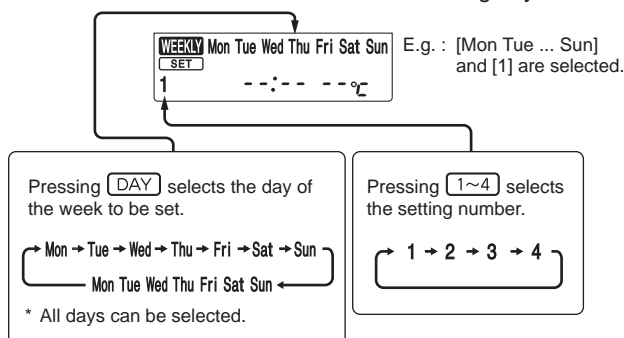 WEEKLY Mon Tue Wed Thu Fri Sat Sun
SET
1 --:-- --°C
E.g. : [Mon Tue ... Sun]
and [1] are selected.
Pressing DAY selects the day of
the week to be set.
Mon → Tue → Wed → Thu → Fri → Sat → Sun
Mon Tue Wed Thu Fri Sat Sun
* All days can be selected.
Pressing 1~4 selects
the setting number.
1 → 2 → 3 → 4